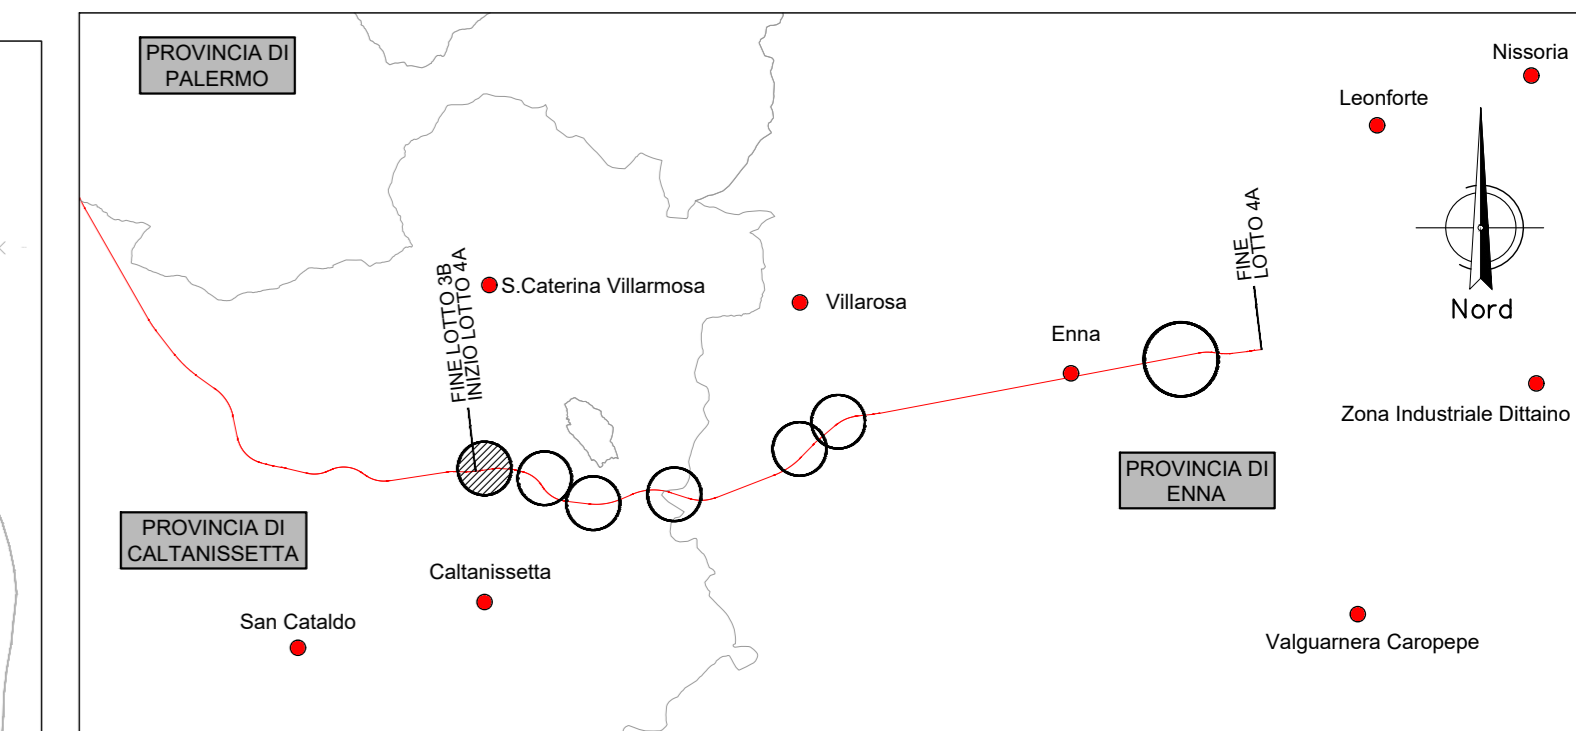 PROVINCIA DI
PALERMO
Nissoria
Leonforte
FINE LOTTO 3B
INIZIO LOTTO 4A
S.Caterina Villarmosa
Villarosa
FINE
LOTTO 4A
Nord
Enna
Zona Industriale Dittaino
PROVINCIA DI
ENNA
PROVINCIA DI
CALTANISSETTA
Caltanissetta
San Cataldo
Valguarnera Caropepe